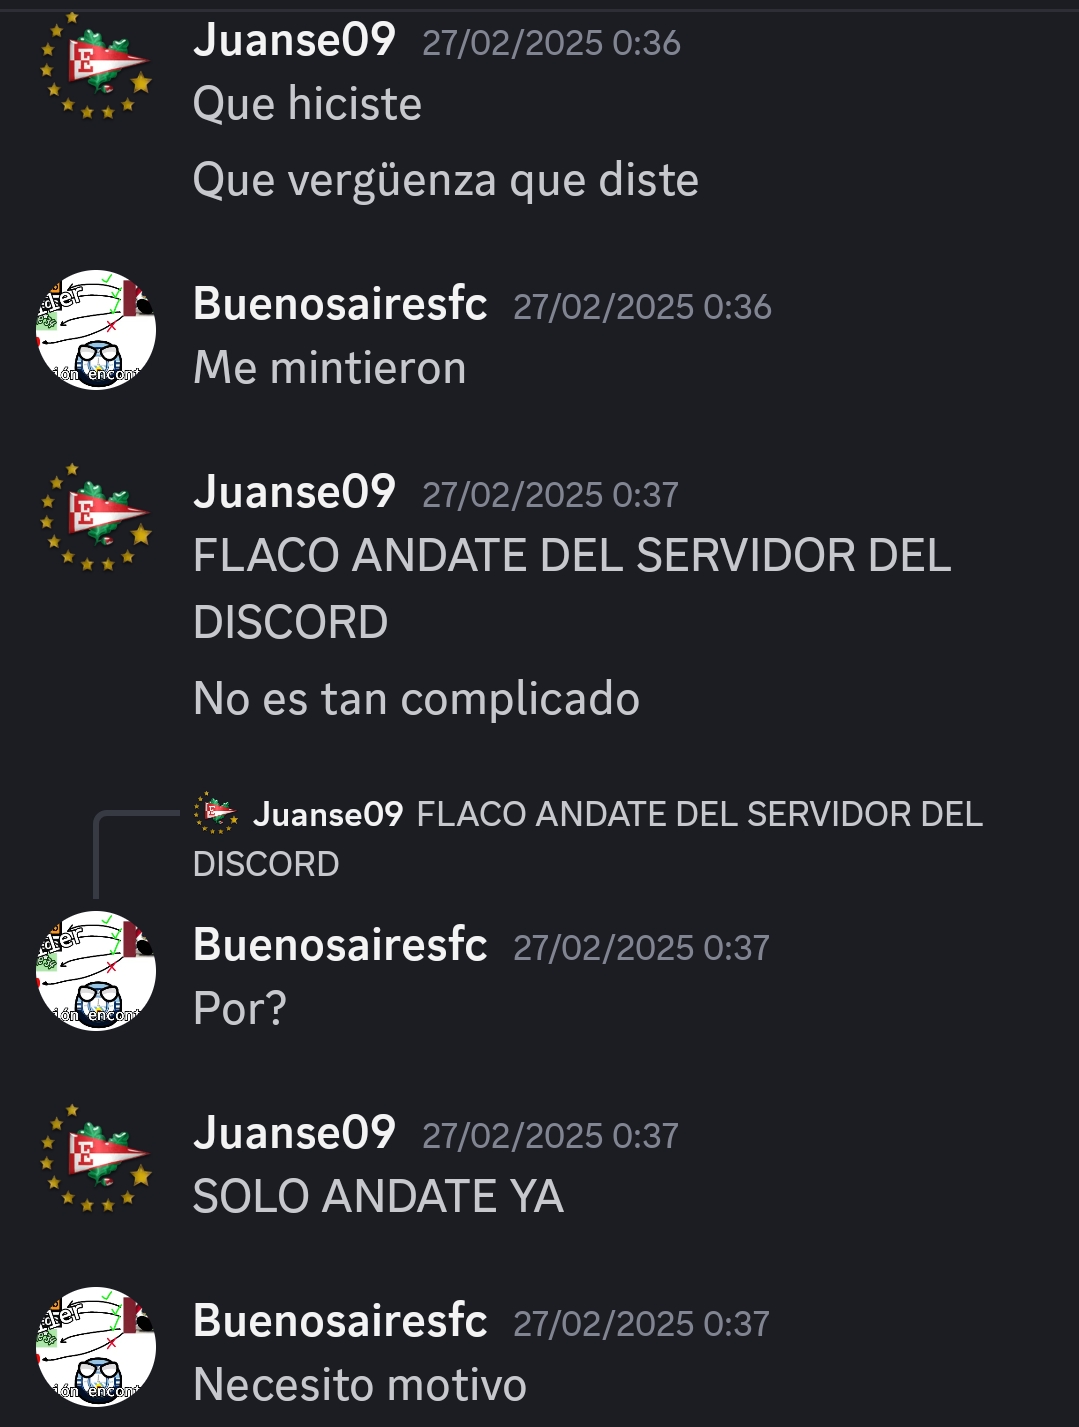 Juanse09 27/02/2025 0:36
Que hiciste
Que vergüenza que diste
Buenosairesfc 27/02/2025 0:36
Me mintieron
Juanse09 27/02/2025 0:37
FLACO ANDATE DEL SERVIDOR DEL
DISCORD
No es tan complicado
Juanse09 FLACO ANDATE DEL SERVIDOR DEL
DISCORD
Buenosairesfc 27/02/2025 0:37
Por?
Juanse09 27/02/2025 0:37
SOLO ANDATE YA
Buenosairesfc 27/02/2025 0:37
Necesito motivo